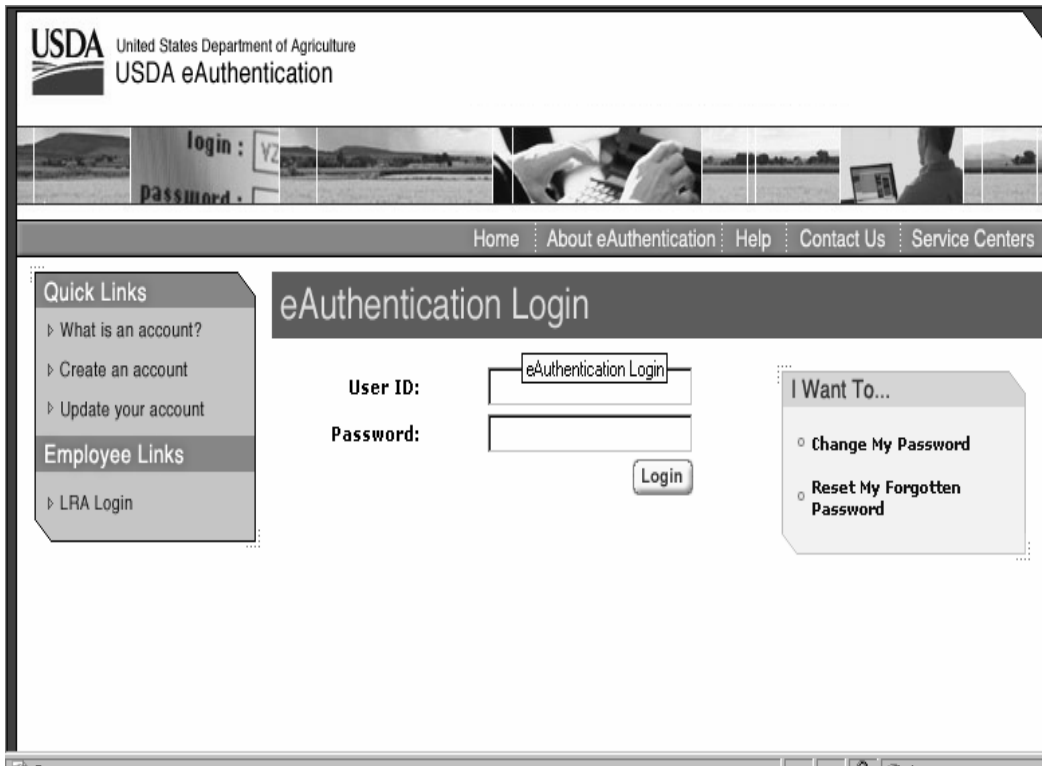 USDA
United States Department of Agriculture
USDA eAuthentication
login :
password :
Home
About eAuthentication
Help
Contact Us
Service Centers
Quick Links
What is an account?
Create an account
Update your account
Employee Links
LRA Login
eAuthentication Login
User ID:
eAuthentication Login
Password:
Login
I Want To...
Change My Password
Reset My Forgotten
Password